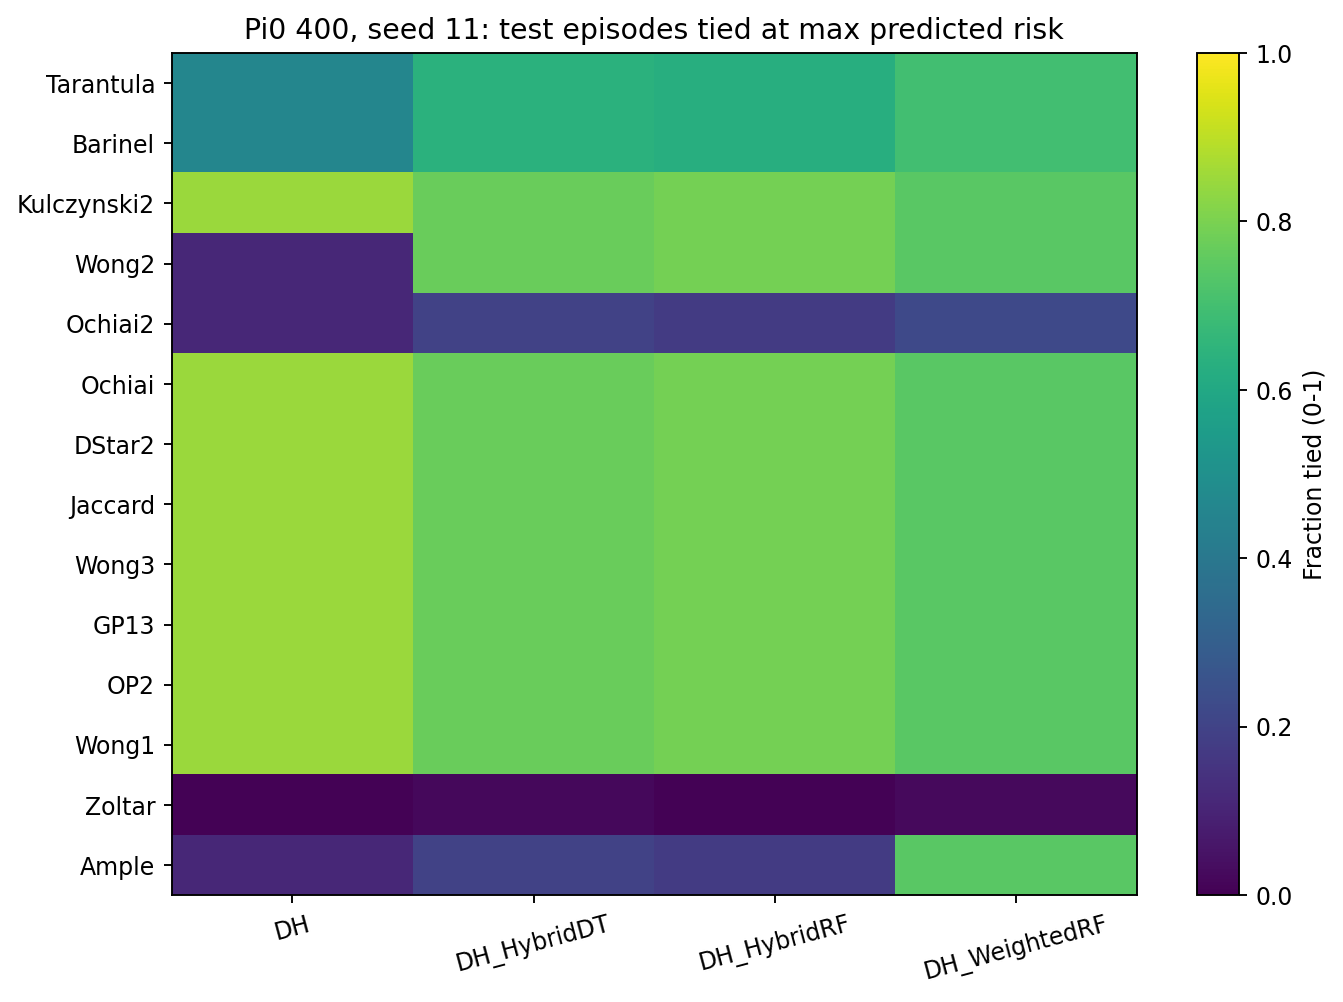 Pi0 400, seed 11: test episodes tied at max predicted risk
Tarantula
Barinel
Kulczynski2
Wong2
Ochiai2
Ochiai
DStar2
Jaccard
Wong3
GP13
OP2
Wong1
Zoltar
Ample
DH
DH_HybridDT
DH_HybridRF
DH_WeightedRF
1.0
0.8
0.6
0.4
0.2
0.0
Fraction tied (0-1)